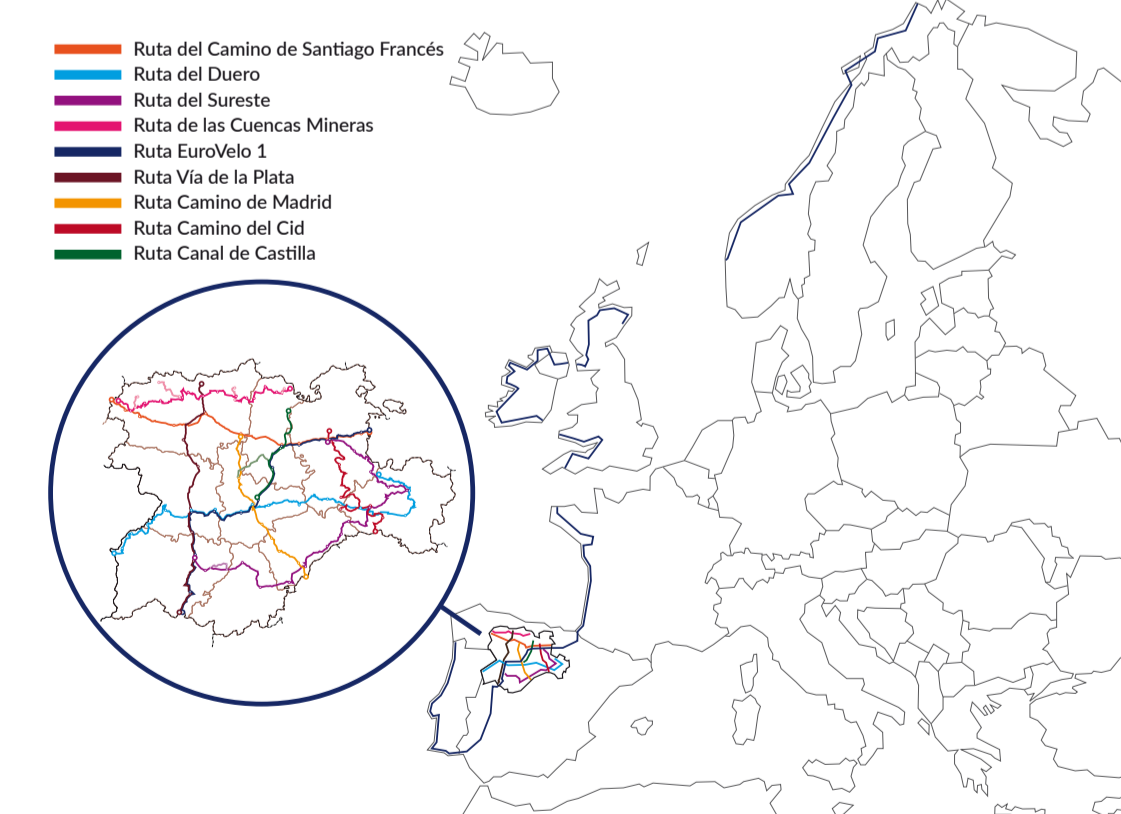 Ruta del Camino de Santiago Francés
Ruta del Duero
Ruta del Sureste
Ruta de las Cuencas Mineras
Ruta EuroVelo 1
Ruta Vía de la Plata
Ruta Camino de Madrid
Ruta Camino del Cid
Ruta Canal de Castilla